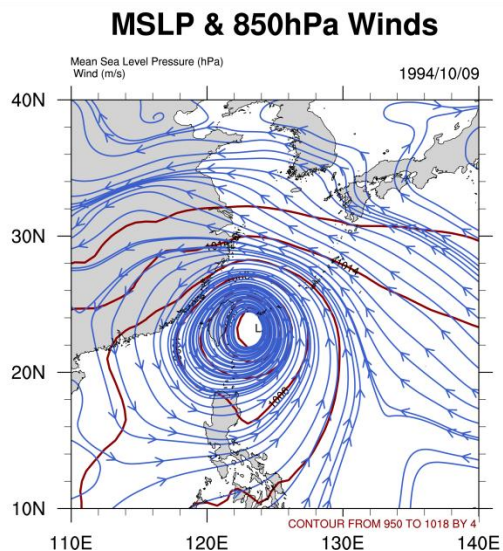 MSLP & 850hPa Winds
Mean Sea Level Pressure (hPa)
Wind (m/s)
1994/10/09
40N
30N
20N
10N
1014
L
1006
CONTOUR FROM 950 TO 1018 BY 4
110E 120E 130E 140E